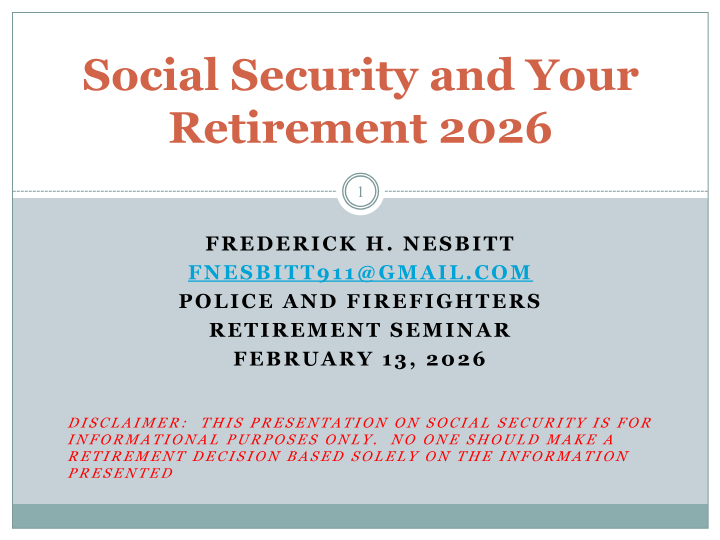 Social Security and Your
Retirement 2026
1
FREDERICK H. NESBITT
FNESBITT911@GMAIL.COM
POLICE AND FIREFIGHTERS
RETIREMENT SEMINAR
FEBRUARY 13, 2026
DISCLAIMER: THIS PRESENTATION ON SOCIAL SECURITY IS FOR
INFORMATIONAL PURPOSES ONLY. NO ONE SHOULD MAKE A
RETIREMENT DECISION BASED SOLELY ON THE INFORMATION
PRESENTED